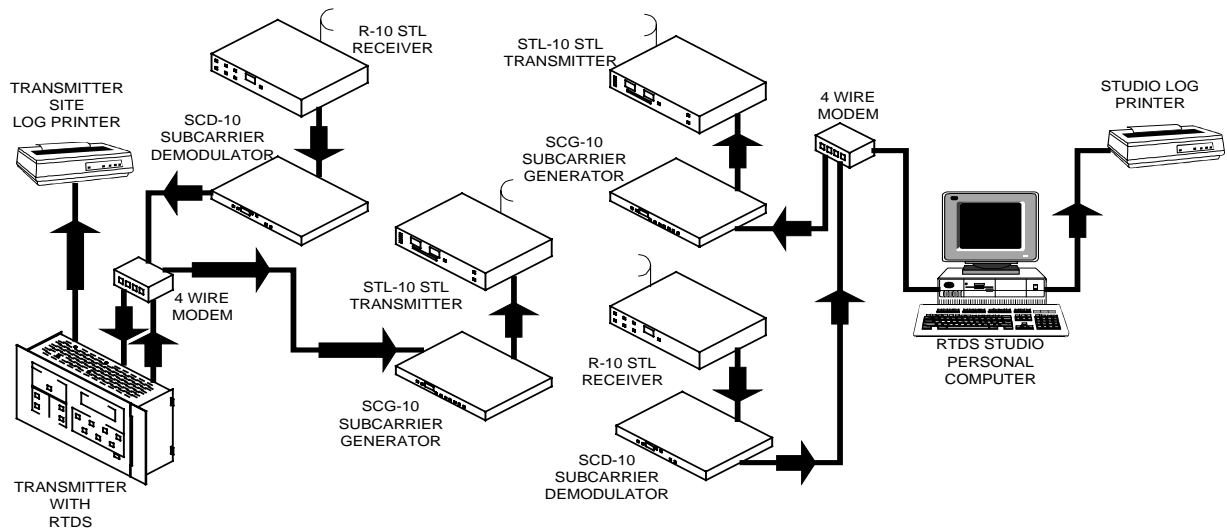 R-10 STL
RECEIVER
TRANSMITTER
SITE
LOG PRINTER
SCD-10
SUBCARRIER
DEMODULATOR
4 WIRE
MODEM
STL-10 STL
TRANSMITTER
SCG-10
SUBCARRIER
GENERATOR
TRANSMITTER
WITH
RTDS
STL-10 STL
TRANSMITTER
4 WIRE
MODEM
STUDIO LOG
PRINTER
SCG-10
SUBCARRIER
GENERATOR
R-10 STL
RECEIVER
SCD-10
SUBCARRIER
DEMODULATOR
RTDS STUDIO
PERSONAL
COMPUTER